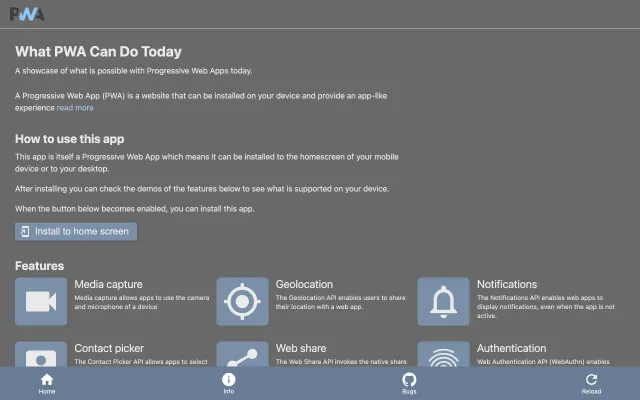 PWA
What PWA Can Do Today
A showcase of what is possible with Progressive Web Apps today.
A Progressive Web App (PWA) is a website that can be installed on your device and provide an app-like
experience read more
How to use this app
This app is itself a Progressive Web App which means it can be installed to the homescreen of your mobile
device or to your desktop.
After installing you can check the demos of the features below to see what is supported on your device.
When the button below becomes enabled, you can install this app.
Install to home screen
Features
Media capture
Media capture allows apps to use the camera
and microphone of a device
Geolocation
The Geolocation API enables users to share
their location with a web app.
Notifications
The Notifications API enables web apps to
display notifications, even when the app is not
active.
Contact picker
The Contact Picker API allows apps to select
Web share
The Web Share API invokes the native share
Authentication
Web Authentication API (WebAuthn) enables
Home
Info
Bugs
Reload